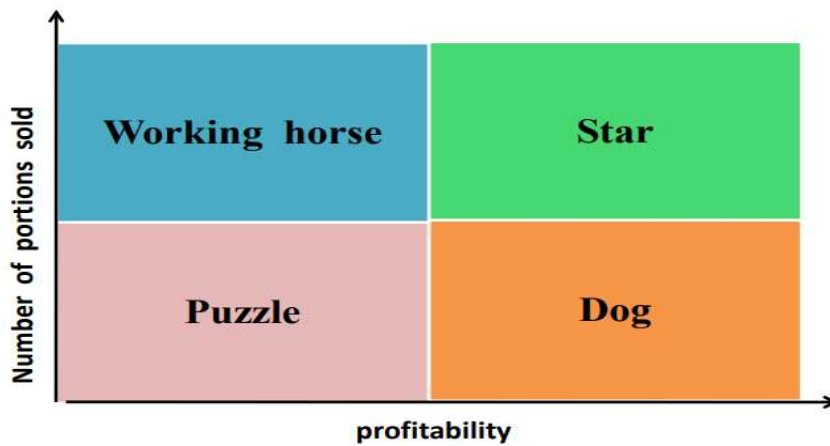 Number of portions sold
Working horse
Star
Puzzle
Dog
profitability